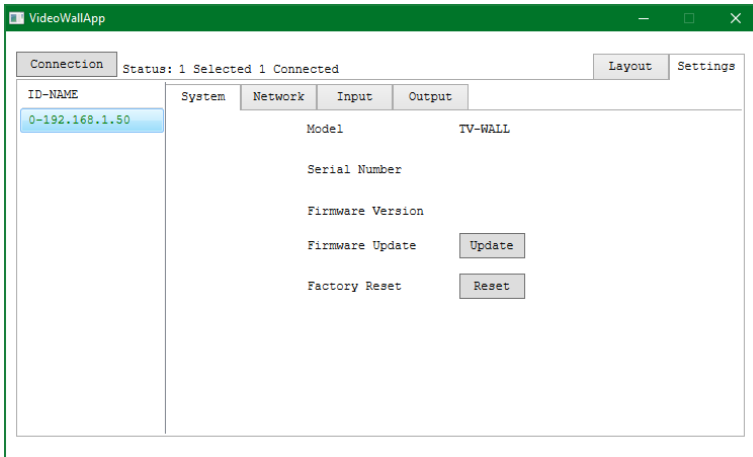 VideoWallApp
Connection Status: 1 Selected 1 Connected Layout Settings
ID-NAME System Network Input Output
0-192.168.1.50
Model TV-WALL
Serial Number
Firmware Version
Firmware Update Update
Factory Reset Reset